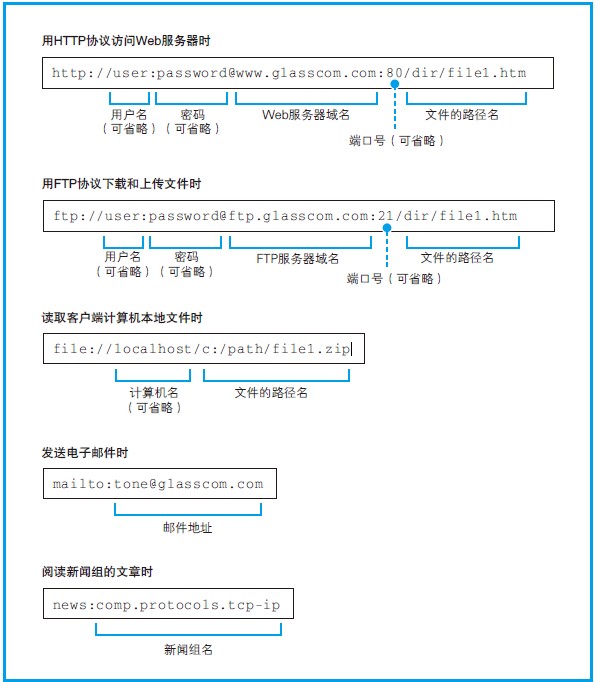 用HTTP协议访问Web服务器时
http://user:password@www.glasscom.com:80/dir/file1.htm
用户名 密码 Web服务器域名 文件的路径名
（可省略）（可省略）
端口号（可省略）
用FTP协议下载和上传文件时
ftp://user:password@ftp.glasscom.com:21/dir/file1.htm
用户名 密码 FTP服务器域名 文件的路径名
（可省略）（可省略）
端口号（可省略）
读取客户端计算机本地文件时
file://localhost/c:/path/file1.zip
计算机名 文件的路径名
（可省略）
发送电子邮件时
mailto:tone@glasscom.com
邮件地址
阅读新闻组的文章时
news:comp.protocols.tcp-ip
新闻组名